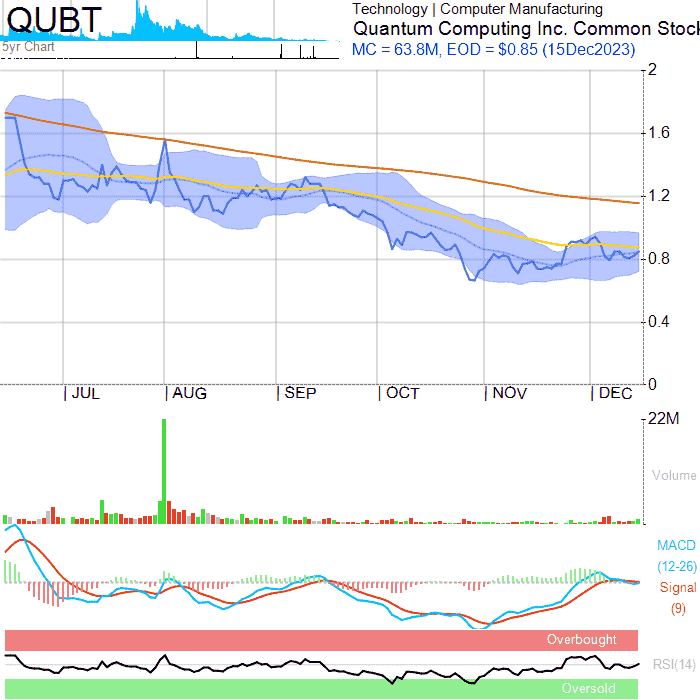 QUBT
5yr Chart
Technology | Computer Manufacturing
Quantum Computing Inc. Common Stock
MC = 63.8M, EOD = $0.85 (15Dec2023)
2
1.6
1.2
0.8
0.4
0
JUL AUG SEP OCT NOV DEC
22M
Volume
MACD
(12-26)
Signal
(9)
Overbought
RSI(14)
Oversold